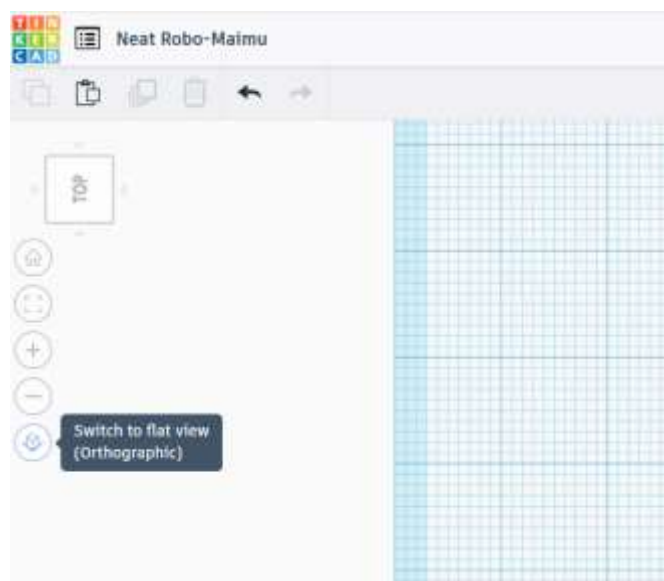 TIN
KER
CAD
Neat Robo-Maimu
TOP
Switch to flat view
(Orthographic)